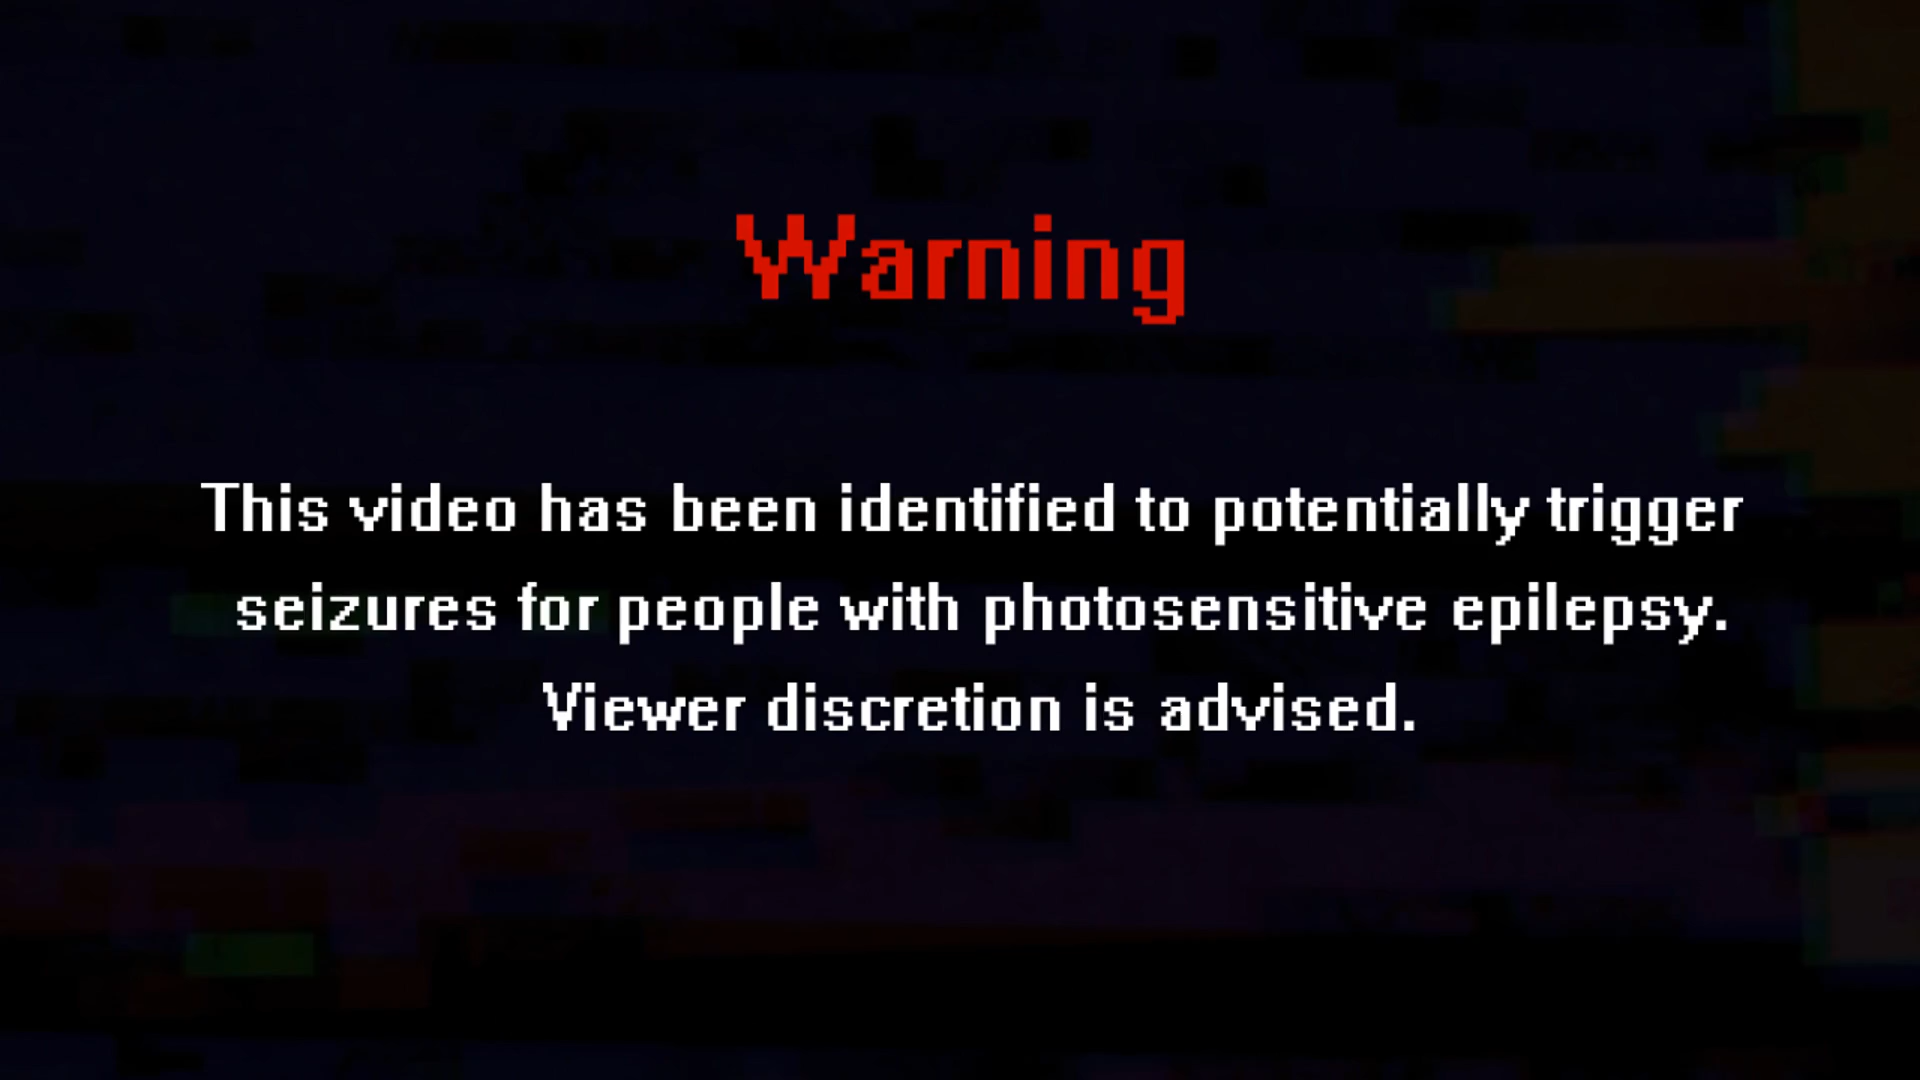 Warning
This video has been identified to potentially trigger
seizures for people with photosensitive epilepsy.
Viewer discretion is advised.